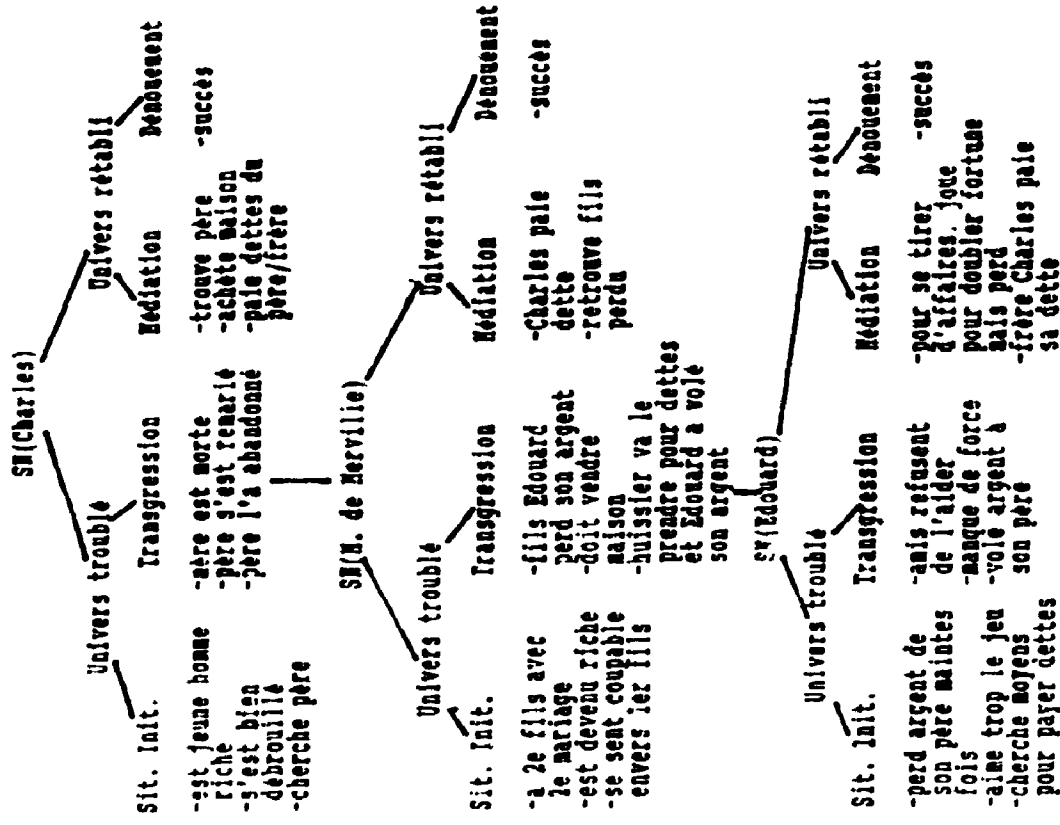 SN(Charles)
Univers troublé
Univers rétabli
Sit. Init.
Transgression
Médiation
Dénouement
-est jeune homme
riche
-s'est bien
débrouillé
-cherche père
-mère est morte
-père s'est remarié
-père l'a abandonné
-trouve père
-achète maison
-paie dettes du
père/frère
-succès
SN(M. de Merville)
Univers troublé
Univers rétabli
Sit. Init.
Transgression
Médiation
Dénouement
-a 2e fils avec
2e mariage
-est devenu riche
-se sent coupable
envers 1er fils
-fils Edouard
perd son argent
-doit vendre
maison
-huissier va le
prendre pour dettes
et Edouard a volé
son argent
-Charles paie
dette
-retrouve fils
perdu
-succès
SN(Edouard)
Univers troublé
Univers rétabli
Sit. Init.
Transgression
Médiation
Dénouement
-perd argent de
son père maintes
fois
-aime trop le jeu
-cherche moyens
pour payer dettes
-amis refusent
de l'aider
-manque de force
-vole argent à
son père
-pour se tirer
d'affaires, joue
pour doubler fortune
mais perd
-frère Charles paie
sa dette
-succès